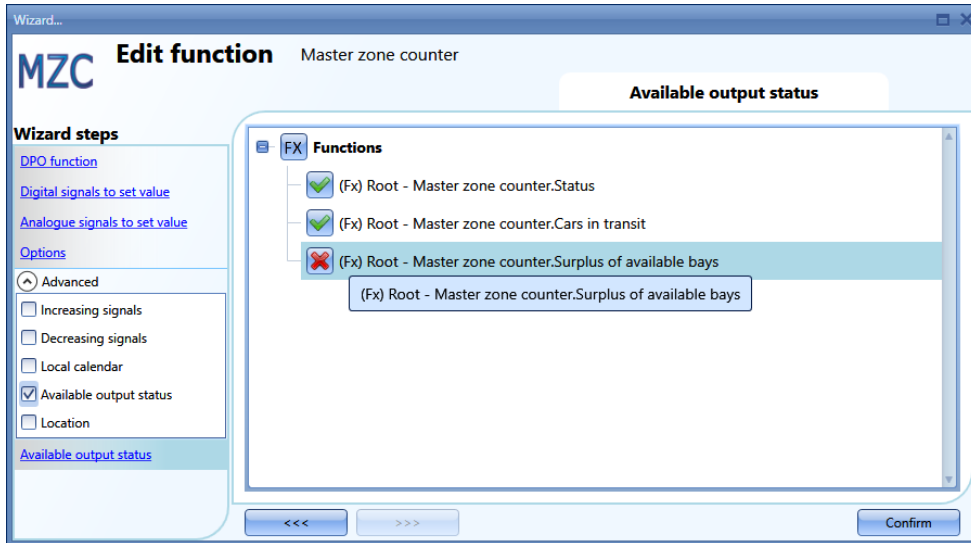 Wizard...
MZC
Edit function
Master zone counter
Available output status
Wizard steps
DPO function
Digital signals to set value
Analogue signals to set value
Options
Advanced
Increasing signals
Decreasing signals
Local calendar
Available output status
Location
Available output status
FX Functions
(Fx) Root - Master zone counter.Status
(Fx) Root - Master zone counter.Cars in transit
(Fx) Root - Master zone counter.Surplus of available bays
(Fx) Root - Master zone counter.Surplus of available bays
<<<
>>>
Confirm